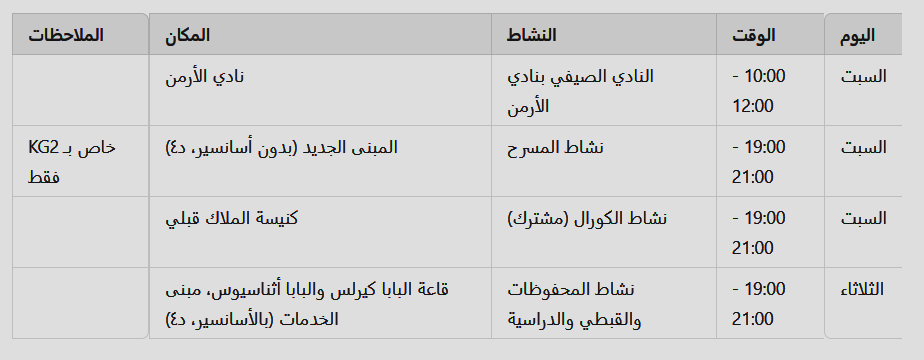 اليوم الوقت النشاط المكان الملاحظات
السبت 10:00 - النادي الصيفي بنادي نادي الأرمن
12:00 الأرمن
السبت 19:00 - نشاط المسرح المبنى الجديد (بدون أسانسير، د٤) خاص بـ KG2
21:00 فقط
السبت 19:00 - نشاط الكورال (مشترك) كنيسة الملاك قبلي
21:00
الثلاثاء 19:00 - نشاط المحفوظات قاعة البابا كيرلس والبابا أثناسيوس، مبنى
21:00 والقبطي والدراسية الخدمات (بالأسانسير، د٤)